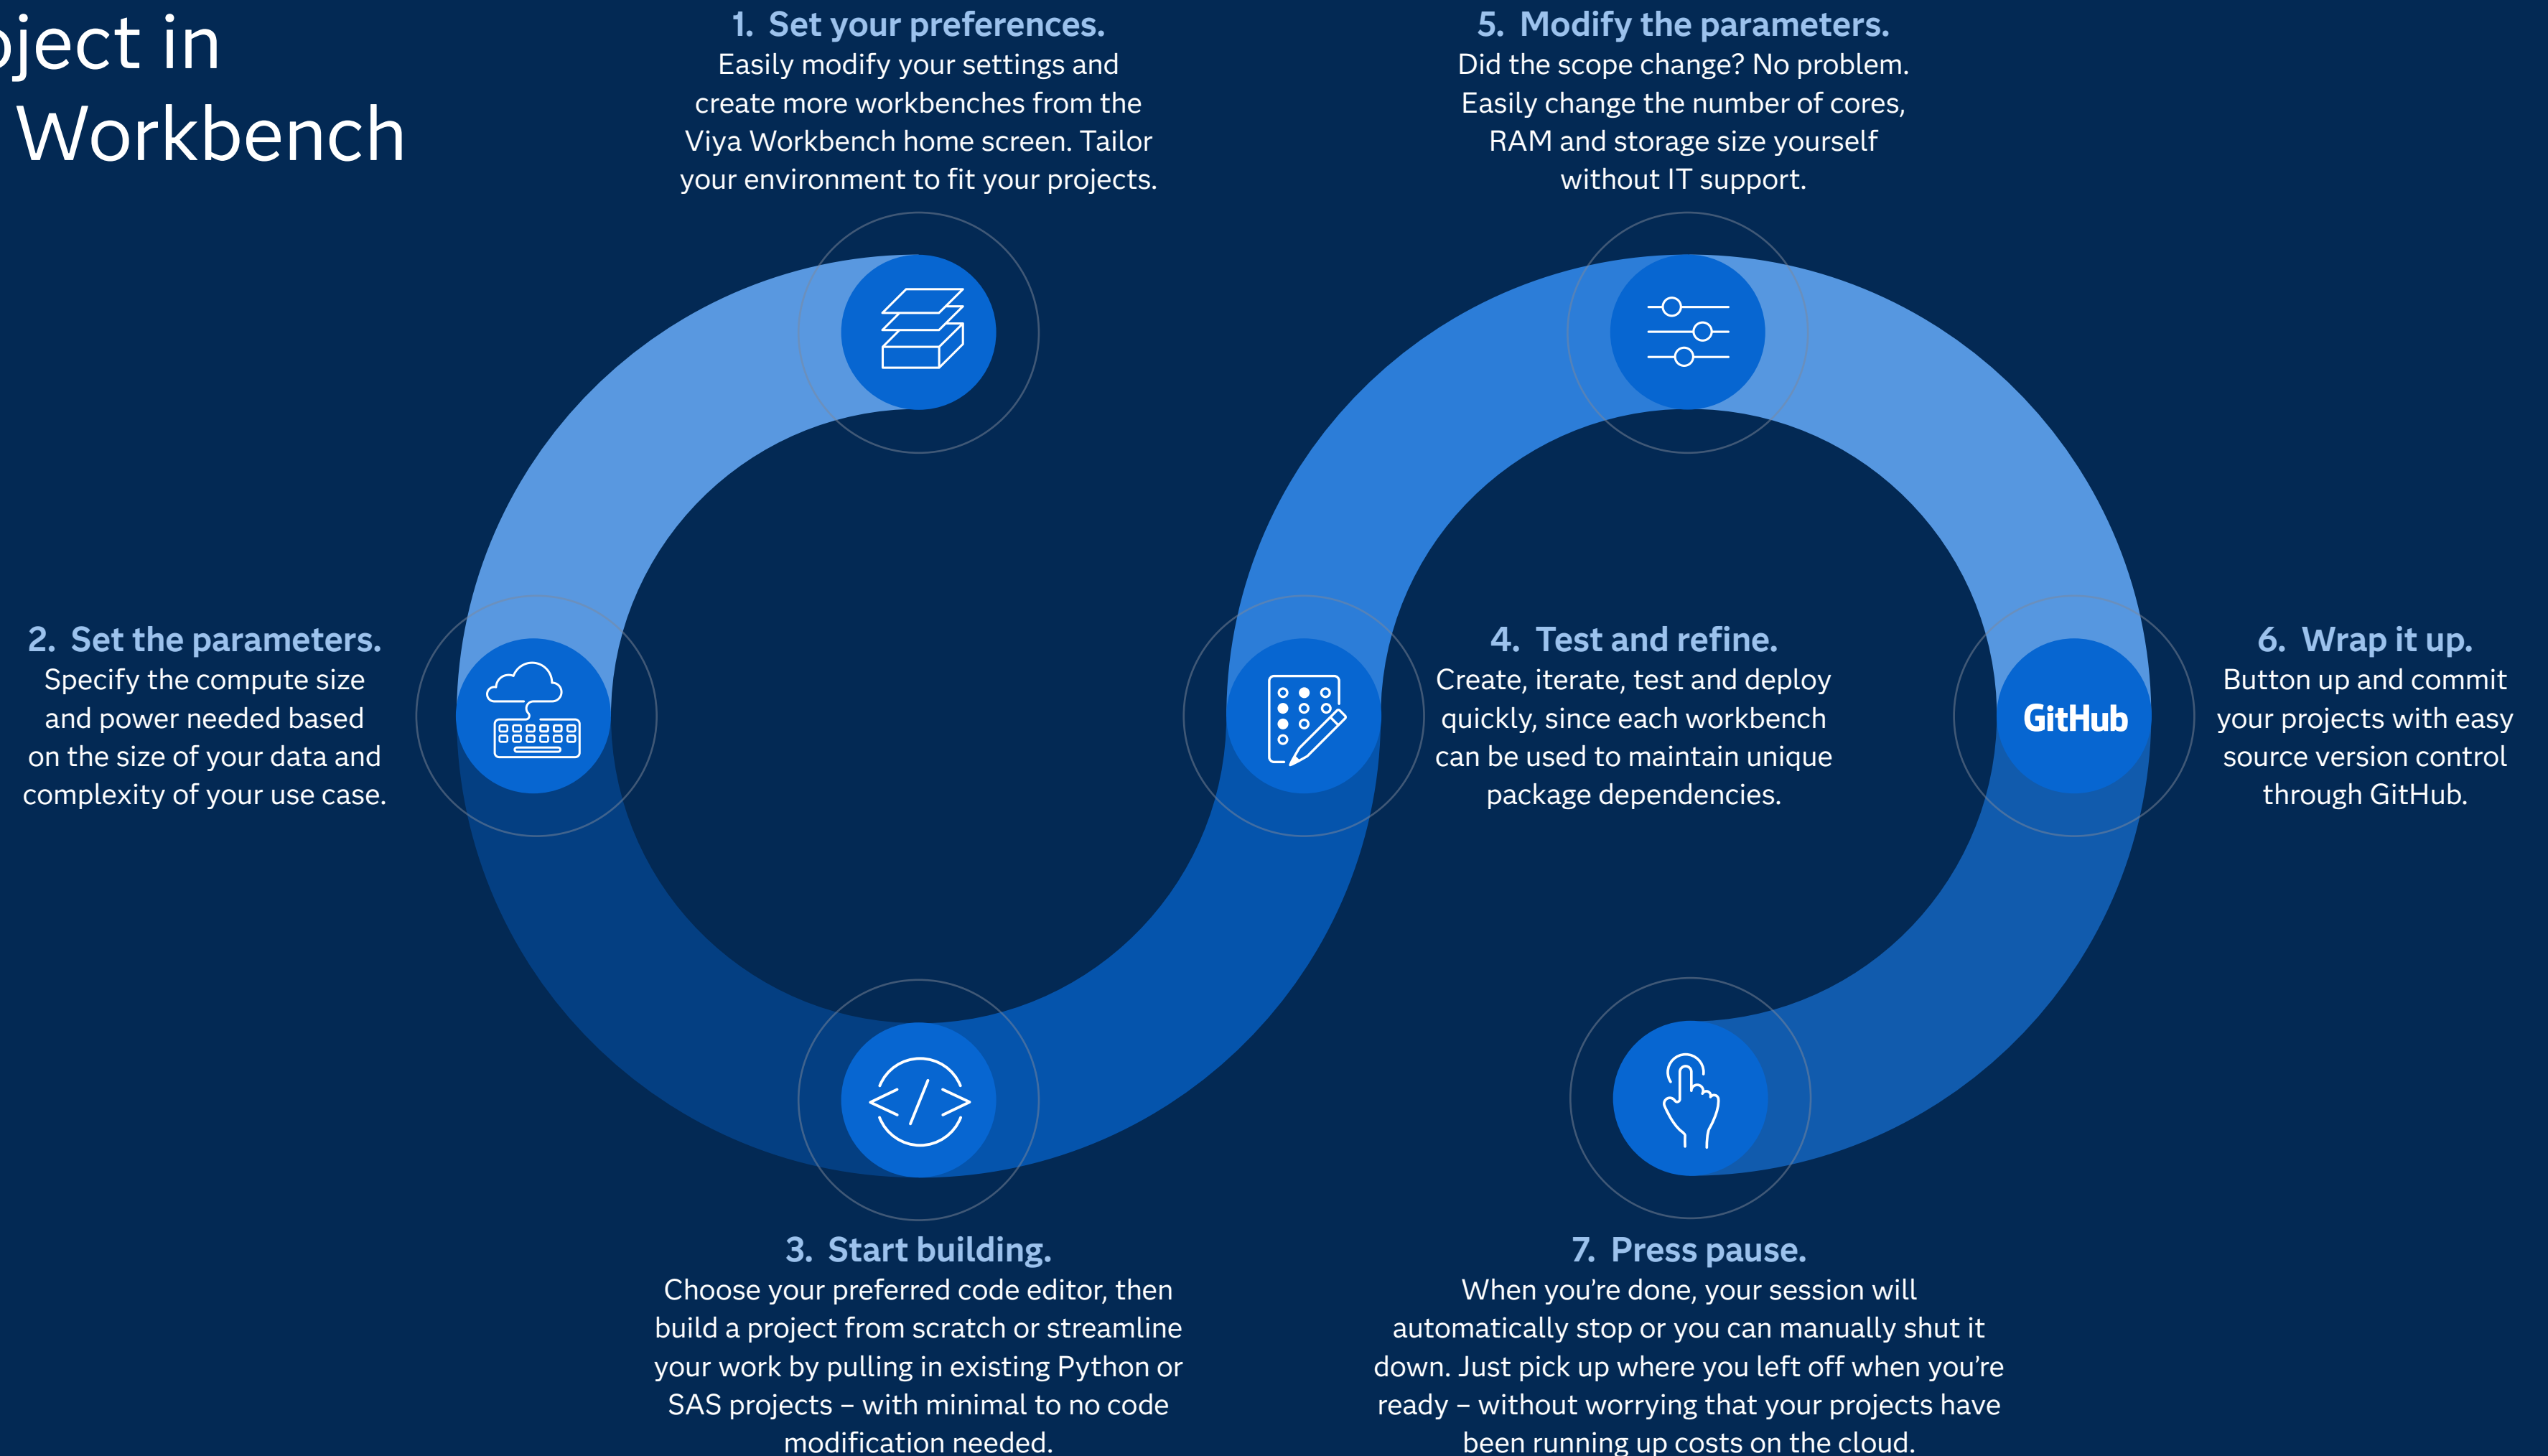 oject in
Workbench
1. Set your preferences.
Easily modify your settings and
create more workbenches from the
Viya Workbench home screen. Tailor
your environment to fit your projects.
2. Set the parameters.
Specify the compute size
and power needed based
on the size of your data and
complexity of your use case.
3. Start building.
Choose your preferred code editor, then
build a project from scratch or streamline
your work by pulling in existing Python or
SAS projects – with minimal to no code
modification needed.
4. Test and refine.
Create, iterate, test and deploy
quickly, since each workbench
can be used to maintain unique
package dependencies.
5. Modify the parameters.
Did the scope change? No problem.
Easily change the number of cores,
RAM and storage size yourself
without IT support.
GitHub
6. Wrap it up.
Button up and commit
your projects with easy
source version control
through GitHub.
7. Press pause.
When you’re done, your session will
automatically stop or you can manually shut it
down. Just pick up where you left off when you’re
ready – without worrying that your projects have
been running up costs on the cloud.